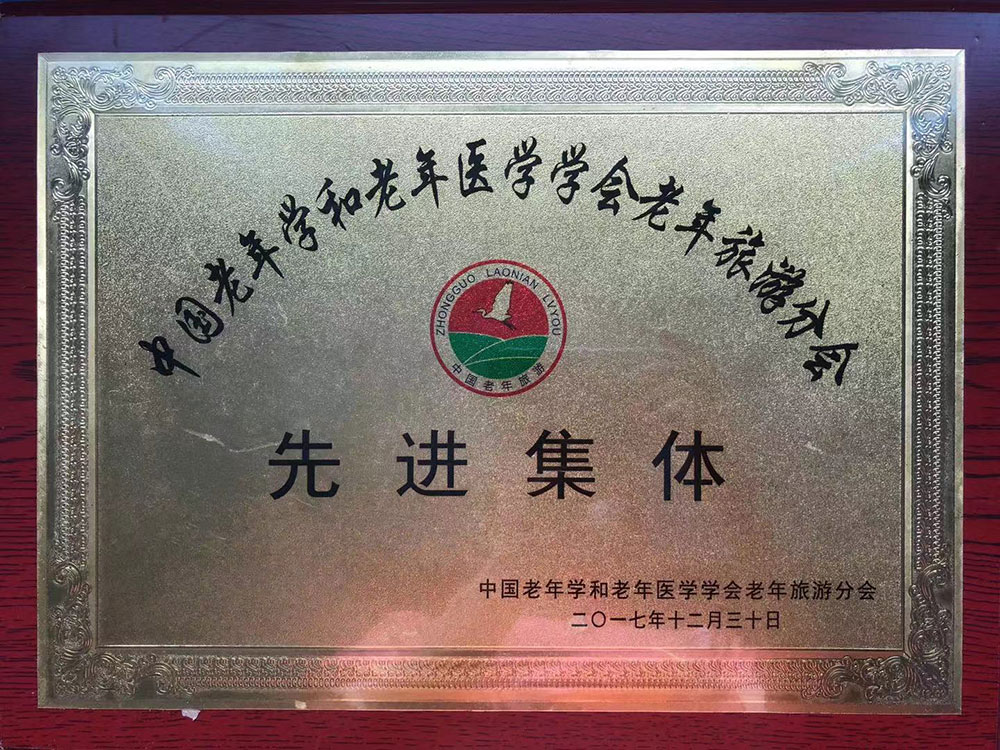 中国老年学和老年医学学会老年旅游分会
ZHONGGUO LAONIAN LVYOU
中国老年旅游
先进集体
中国老年学和老年医学学会老年旅游分会
二〇一七年十二月三十日